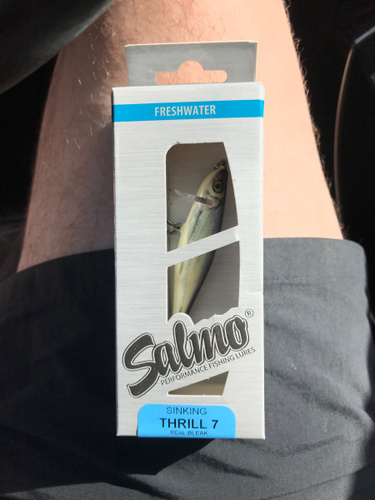 FRESHWATER
Salmo®
PERFORMANCE FISHING LURES
SINKING
THRILL 7
REAL BLEAK